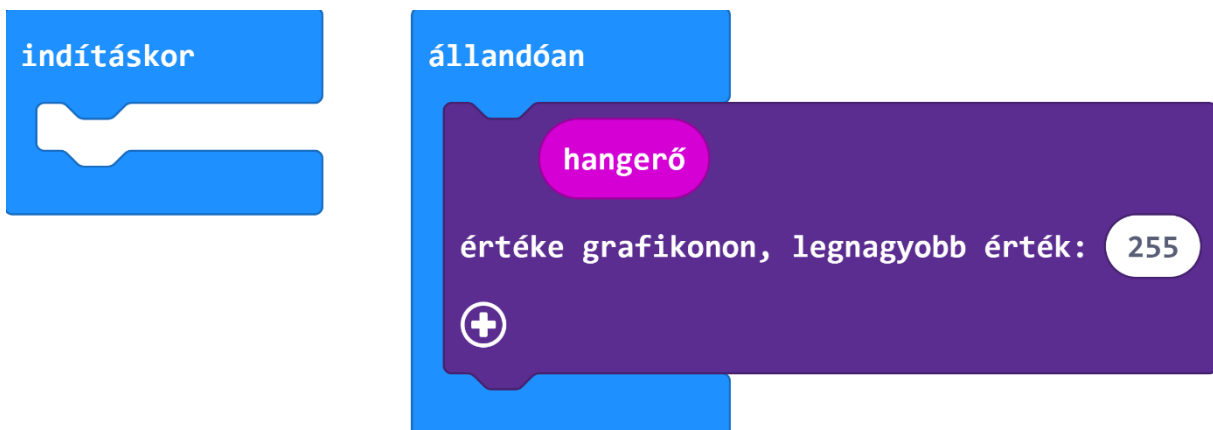 indításkor
állandóan
hangerő
értéke grafikonon, legnagyobb érték: 255